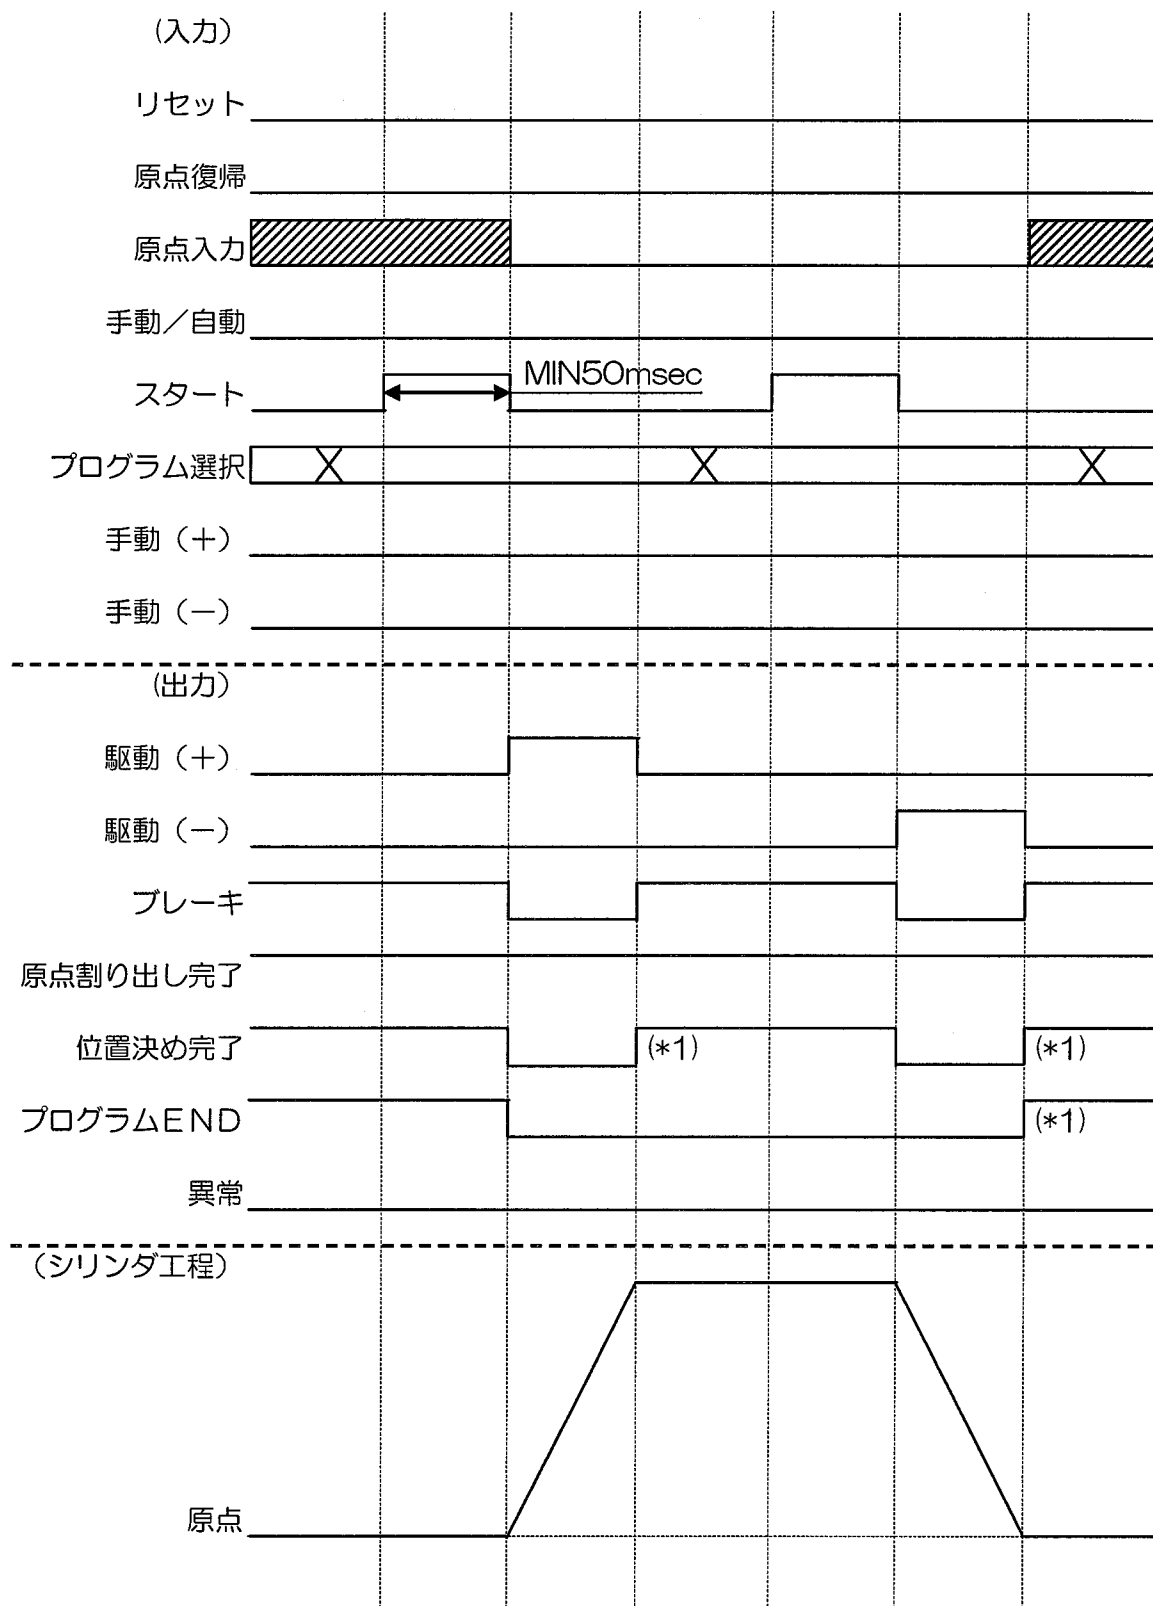 (入力)
リセット
原点復帰
原点入力
手動／自動
スタート
MIN50msec
プログラム選択
手動（＋）
手動（－）
(出力)
駆動（＋）
駆動（－）
ブレーキ
原点割り出し完了
位置決め完了 (*1) (*1)
プログラムEND (*1)
異常
（シリンダ工程）
原点